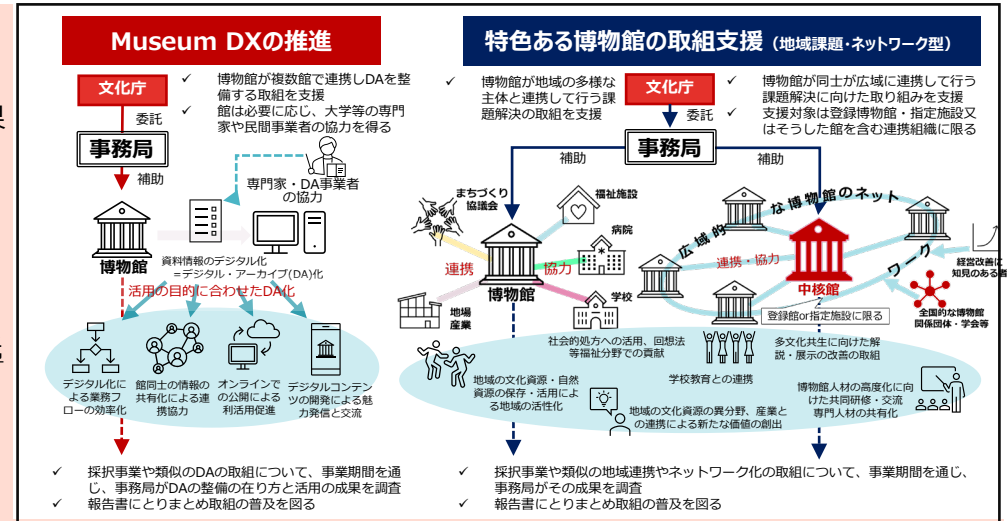 Museum DXの推進
文化庁
委託
事務局
補助
✓ 博物館が複数館で連携しDAを整
備する取組を支援
✓ 館は必要に応じ、大学等の専門
家や民間事業者の協力を得る
専門家・DA事業者
の協力
博物館
資料情報のデジタル化
＝デジタル・アーカイブ(DA)化
活用の目的に合わせたDA化
デジタル化に
よる業務フ
ローの効率化
館同士の情報の
共有化による連
携協力
オンラインで
の公開による
利活用促進
デジタルコンテン
ツの開発による魅
力発信と交流
✓ 採択事業や類似のDAの取組について、事業期間を通
じ、事務局がDAの整備の在り方と活用の成果を調査
✓ 報告書にとりまとめ取組の普及を図る
特色ある博物館の取組支援（地域課題・ネットワーク型）
✓ 博物館が地域の多様な
主体と連携して行う課
題解決の取組を支援
文化庁
委託
事務局
補助
補助
✓ 博物館が同士が広域に連携して行う
課題解決に向けた取り組みを支援
✓ 支援対象は登録博物館・指定施設又
はそうした館を含む連携組織に限る
まちづくり
協議会
福祉施設
病院
連携
協力
博物館
地場
産業
学校
広域的な博物館のネットワーク
連携・協力
中核館
登録館or指定施設に限る
経営改善に
知見のある者
全国的な博物館
関係団体・学会等
社会的処方への活用、回想法
等福祉分野での貢献
多文化共生に向けた解
説・展示の改善の取組
地域の文化資源・自然
資源の保存・活用によ
る地域の活性化
学校教育との連携
地域の文化資源の異分野、産業と
の連携による新たな価値の創出
博物館人材の高度化に向
けた共同研修・交流
専門人材の共有化
✓ 採択事業や類似の地域連携やネットワーク化の取組について、事業期間を通じ、
事務局がその成果を調査
✓ 報告書にとりまとめ取組の普及を図る